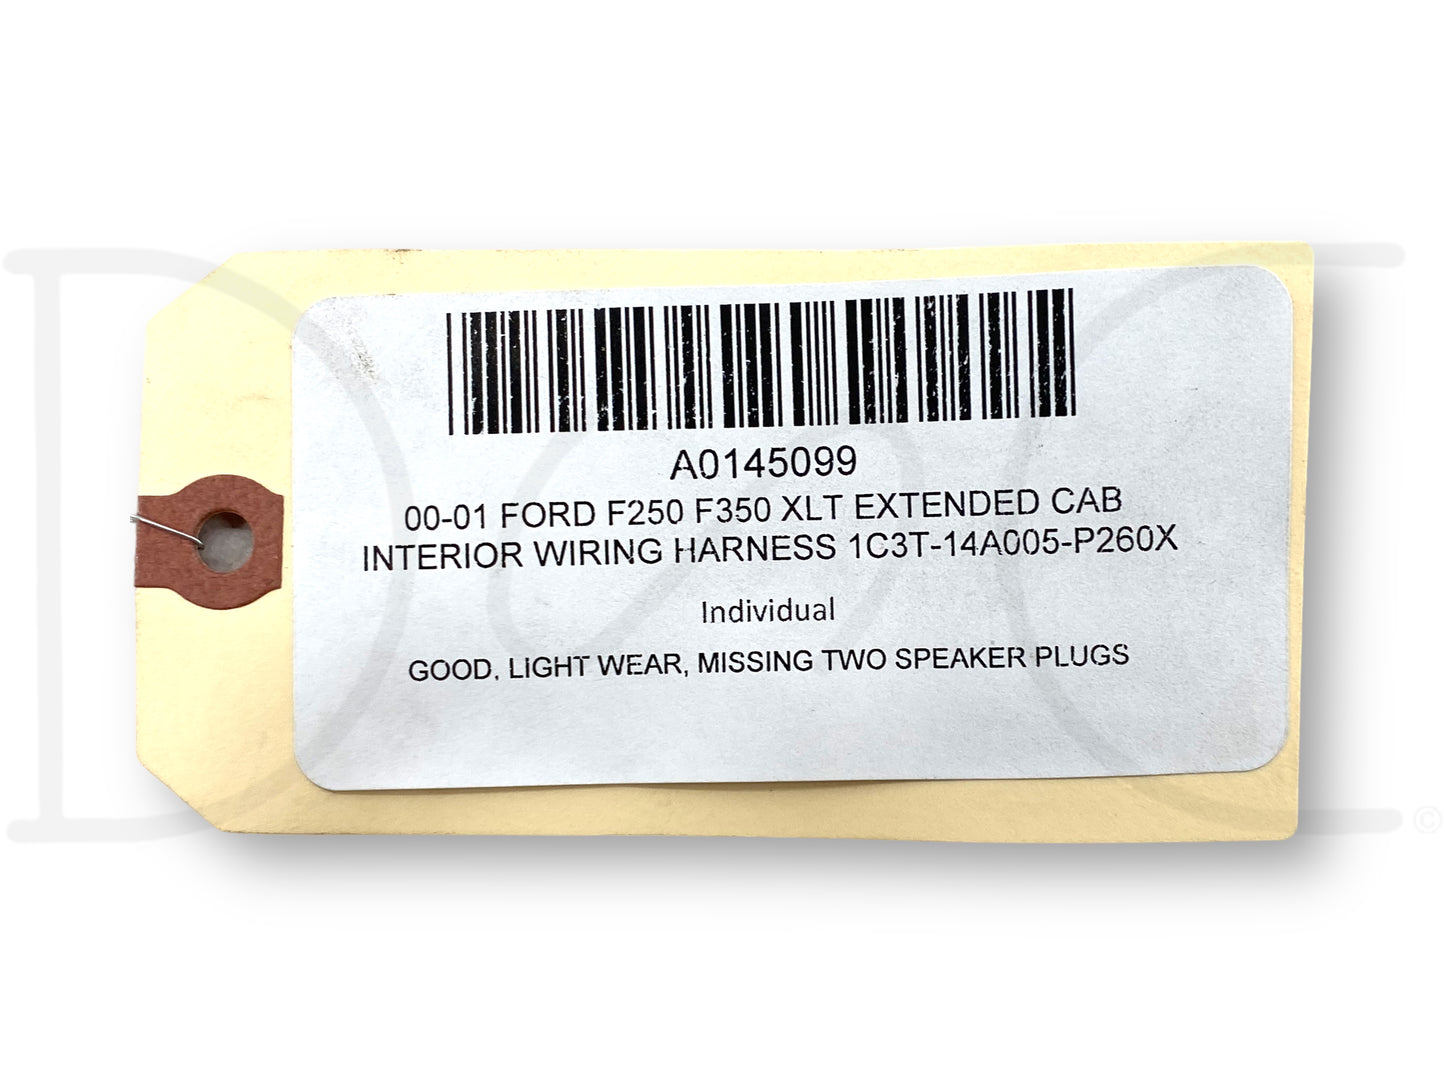 A0145099
00-01 FORD F250 F350 XLT EXTENDED CAB
INTERIOR WIRING HARNESS 1C3T-14A005-P260X
Individual
GOOD, LIGHT WEAR, MISSING TWO SPEAKER PLUGS
©